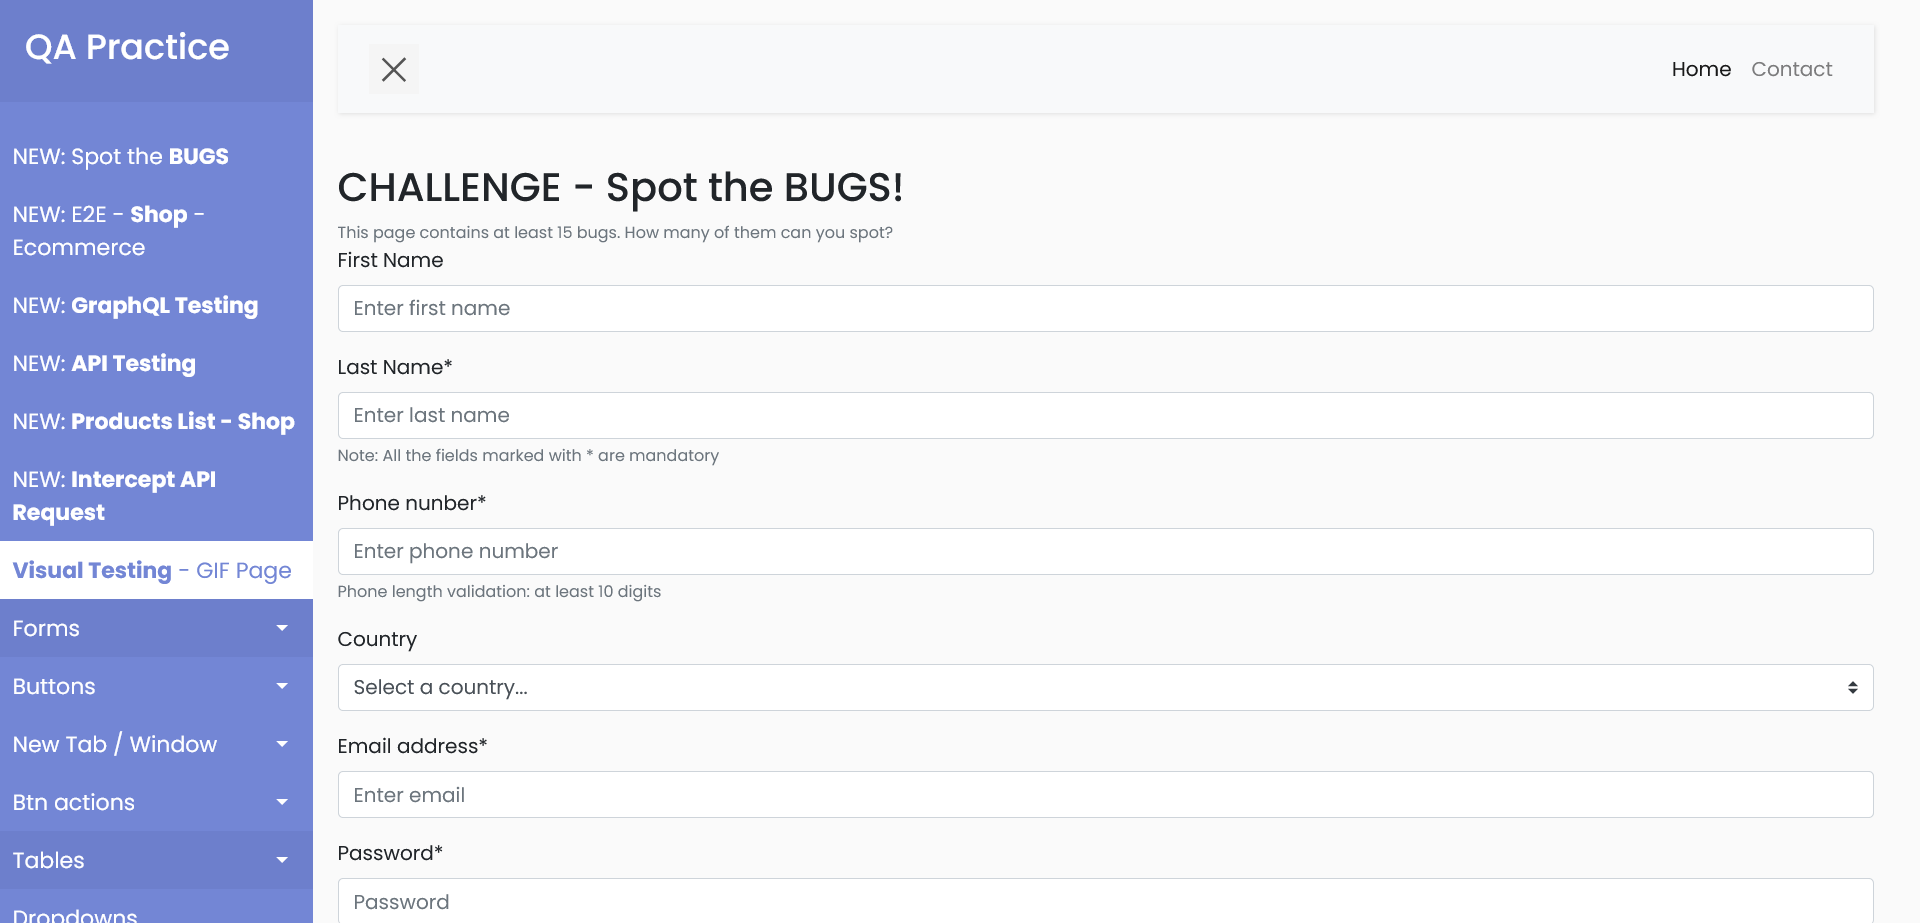 QA Practice
NEW: Spot the BUGS
NEW: E2E - Shop -
Ecommerce
NEW: GraphQL Testing
NEW: API Testing
NEW: Products List - Shop
NEW: Intercept API
Request
Visual Testing - GIF Page
Forms
Buttons
New Tab / Window
Btn actions
Tables
Dropdowns
Home Contact
CHALLENGE - Spot the BUGS!
This page contains at least 15 bugs. How many of them can you spot?
First Name
Enter first name
Last Name*
Enter last name
Note: All the fields marked with * are mandatory
Phone nunber*
Enter phone number
Phone length validation: at least 10 digits
Country
Select a country...
Email address*
Enter email
Password*
Password